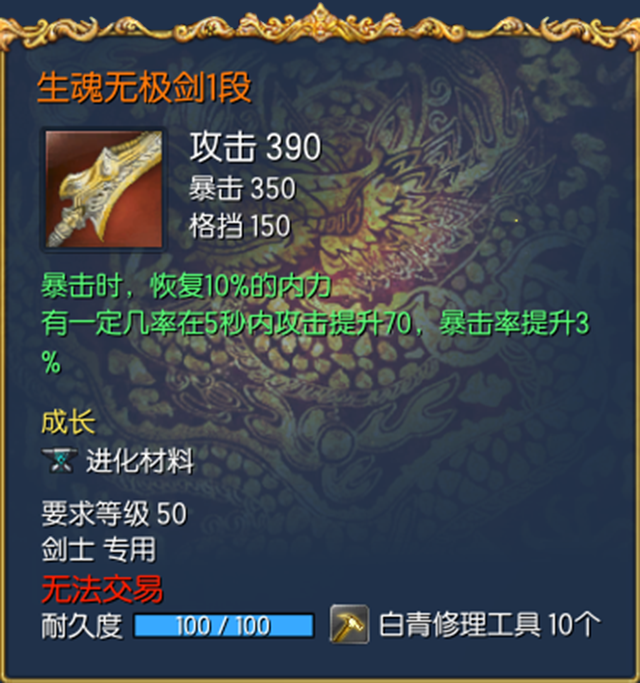 生魂无极剑1段
攻击 390
暴击 350
格挡 150
暴击时，恢复10%的内力
有一定几率在5秒内攻击提升70，暴击率提升3
%
成长
进化材料
要求等级 50
剑士 专用
无法交易
耐久度 100 / 100 白青修理工具 10个